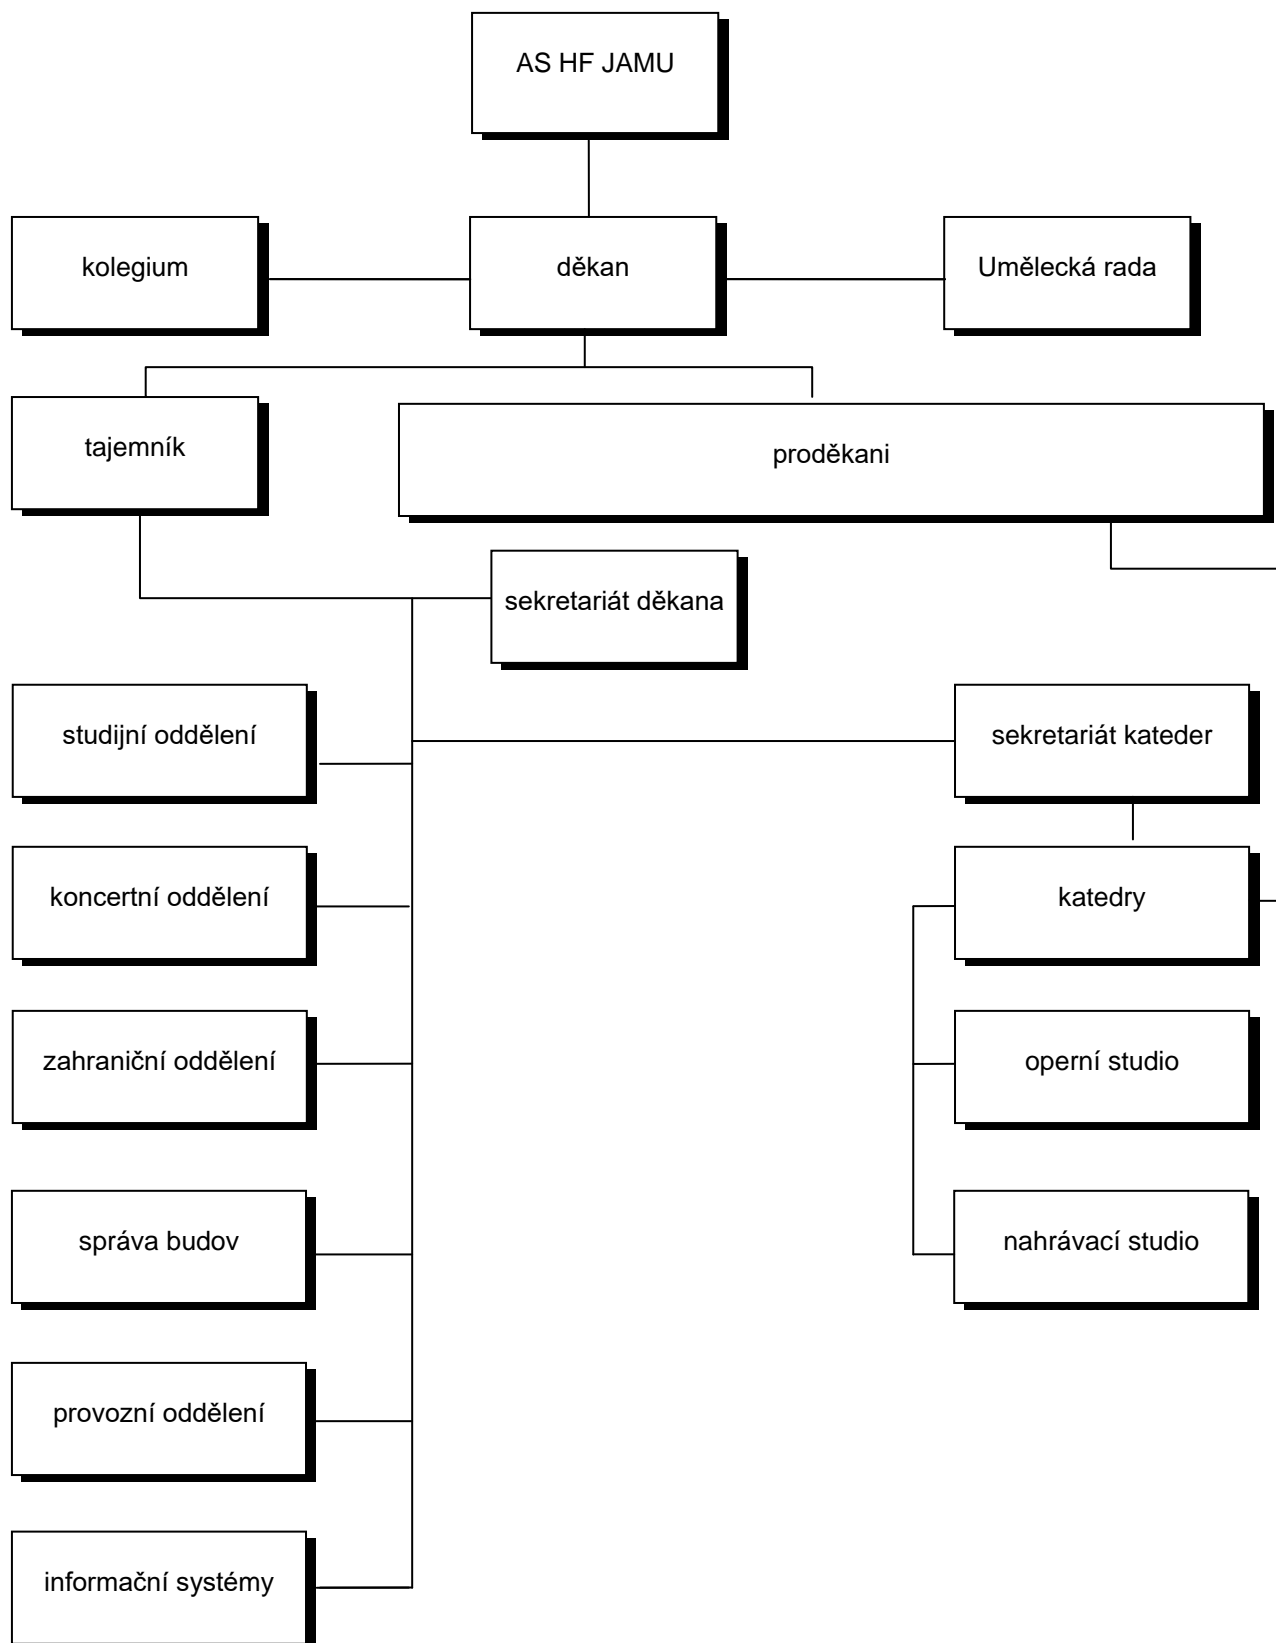 AS HF JAMU
kolegium
děkan
Umělecká rada
tajemník
proděkani
sekretariát děkana
studijní oddělení
sekretariát kateder
koncertní oddělení
katedry
zahraniční oddělení
operní studio
správa budov
nahrávací studio
provozní oddělení
informační systémy